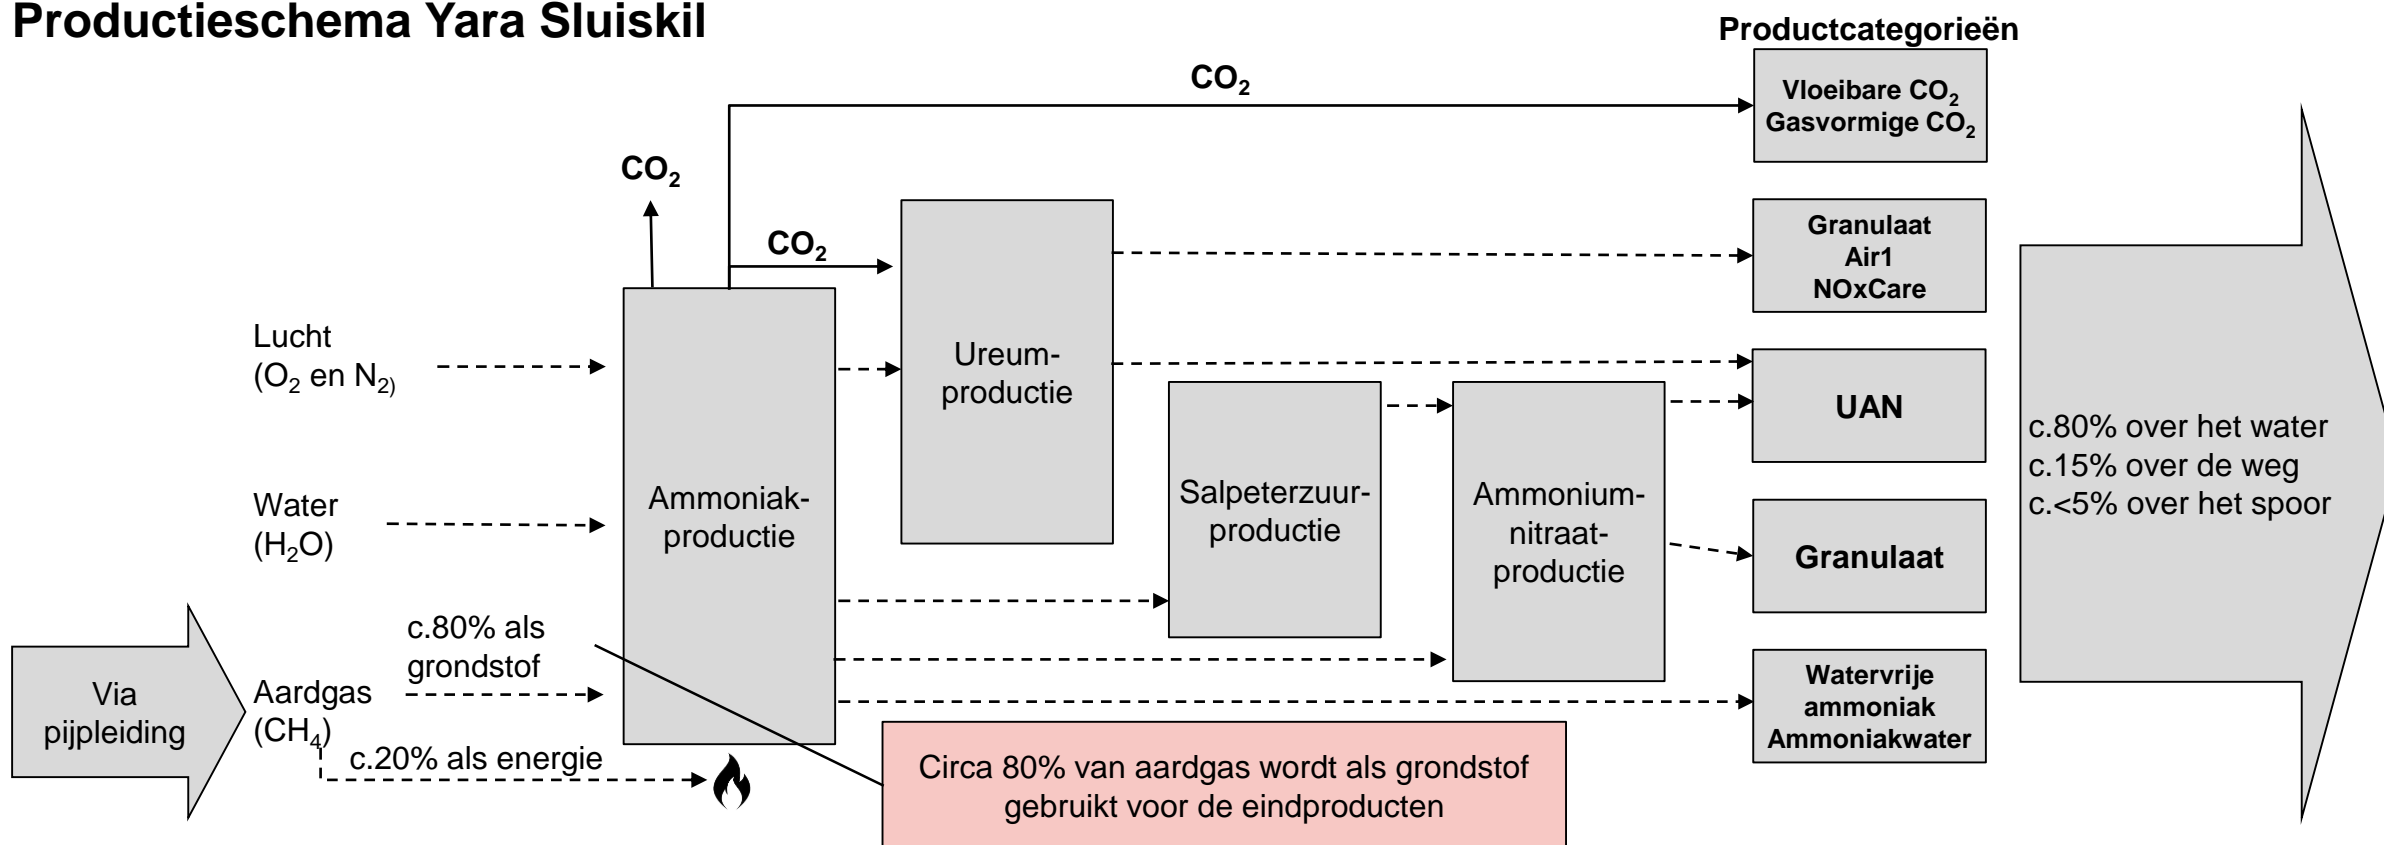 Productieschema Yara Sluiskil
Productcategorieën
CO₂
Vloeibare CO₂
Gasvormige CO₂
CO₂
CO₂
Granulaat
Air1
NOxCare
Lucht
(O₂ en N₂₎
Ureum-
productie
UAN
Water
(H₂O)
Ammoniak-
productie
Salpeterzuur-
productie
Ammonium-
nitraat-
productie
Granulaat
c.80% over het water
c.15% over de weg
c.<5% over het spoor
Via
pijpleiding
c.80% als
grondstof
Aardgas
(CH₄)
c.20% als energie
Watervrije
ammoniak
Ammoniakwater
Circa 80% van aardgas wordt als grondstof
gebruikt voor de eindproducten